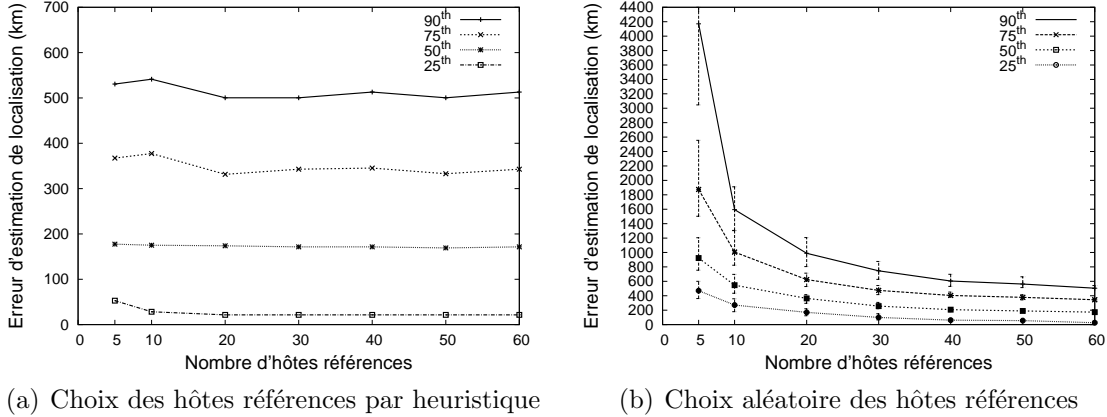 Erreur d'estimation de localisation (km)
700
600
500
400
300
200
100
0
0 5 10 20 30 40 50 60
Nombre d'hôtes références
90th
75th
50th
25th
(a) Choix des hôtes références par heuristique
Erreur d'estimation de localisation (km)
4400
4200
4000
3800
3600
3400
3200
3000
2800
2600
2400
2200
2000
1800
1600
1400
1200
1000
800
600
400
200
0
0 5 10 20 30 40 50 60
Nombre d'hôtes références
90th
75th
50th
25th
(b) Choix aléatoire des hôtes références